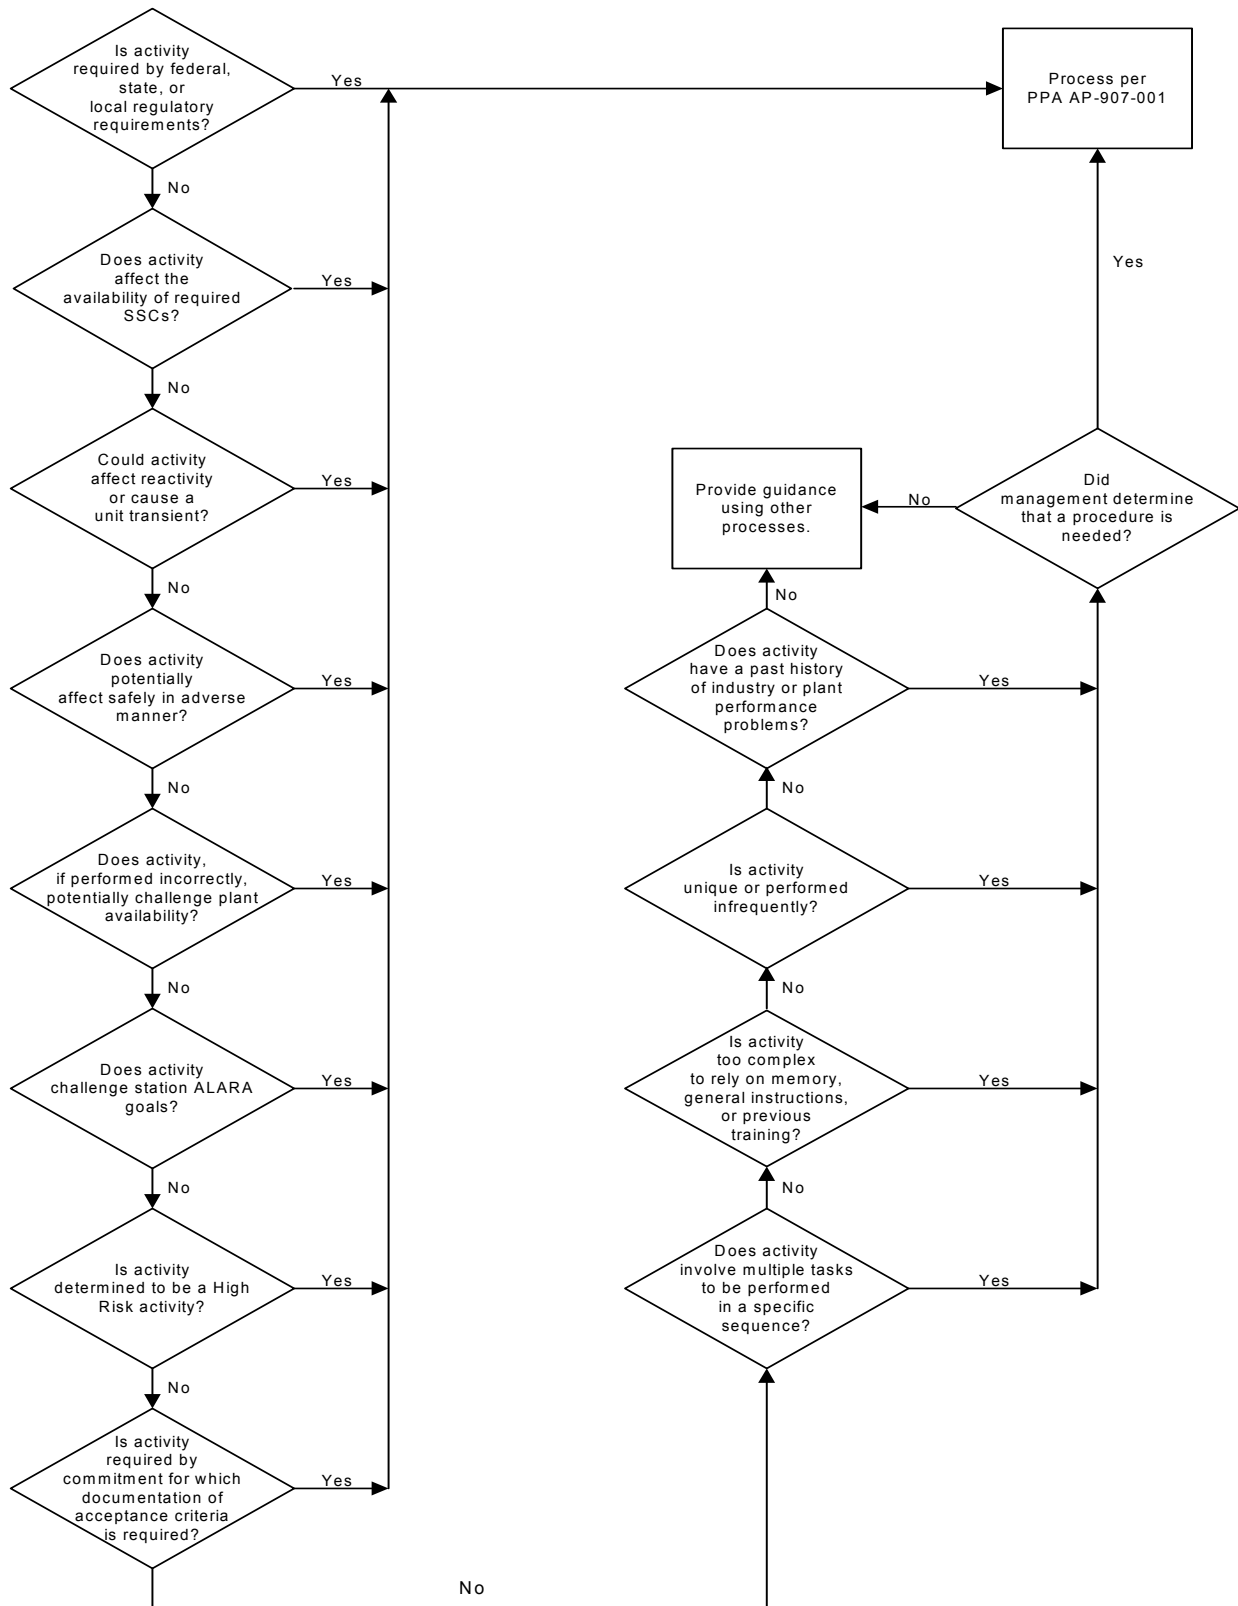 Is activity
required by federal,
state, or
local regulatory
requirements?
Yes
Process per
PPA AP-907-001
No
Does activity
affect the
availability of required
SSCs?
Yes
No
Could activity
affect reactivity
or cause a
unit transient?
Yes
No
Does activity
potentially
affect safely in adverse
manner?
Yes
No
Does activity,
if performed incorrectly,
potentially challenge plant
availability?
Yes
No
Does activity
challenge station ALARA
goals?
Yes
No
Is activity
determined to be a High
Risk activity?
Yes
No
Is activity
required by
commitment for which
documentation of
acceptance criteria
is required?
Yes
No
Does activity
involve multiple tasks
to be performed
in a specific
sequence?
Yes
No
Is activity
too complex
to rely on memory,
general instructions,
or previous
training?
Yes
No
Is activity
unique or performed
infrequently?
Yes
No
Does activity
have a past history
of industry or plant
performance
problems?
Yes
No
Provide guidance
using other
processes.
No
Did
management determine
that a procedure is
needed?
Yes